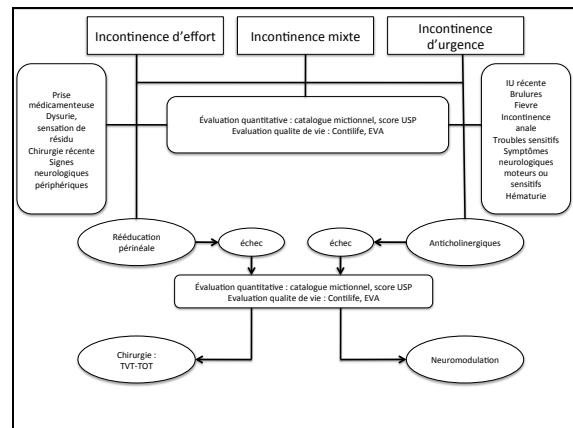 Incontinence d'effort
Incontinence mixte
Incontinence
d'urgence
Prise
médicamenteuse
Dysurie,
sensation de
résidu
Chirurgie récente
Signes
neurologiques
périphériques
Évaluation quantitative : catalogue mictionnel, score USP
Evaluation qualite de vie : Contilife, EVA
IU récente
Brulures
Fievre
Incontinence
anale
Troubles sensitifs
Symptômes
neurologiques
moteurs ou
sensitifs
Hématurie
Rééducation
périnéale
échec
échec
Anticholinergiques
Évaluation quantitative : catalogue mictionnel, score USP
Evaluation qualite de vie : Contilife, EVA
Chirurgie :
TVT-TOT
Neuromodulation